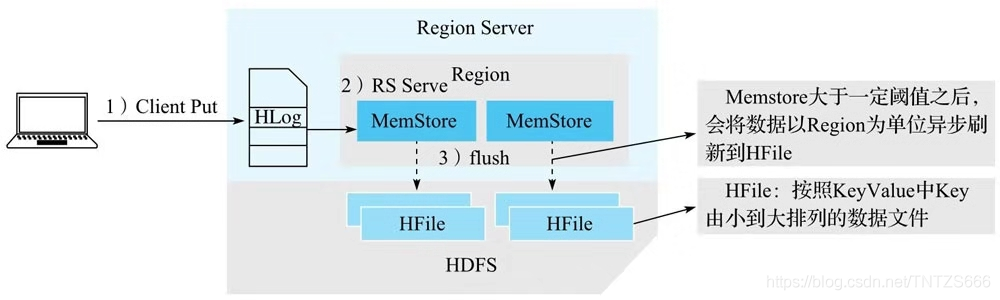 Region Server
2）RS Serve
Region
1）Client Put
HLog
MemStore
MemStore
3）flush
HFile
HFile
HDFS
Memstore大于一定阈值之后，
会将数据以Region为单位异步刷
新到HFile
HFile：按照KeyValue中Key
由小到大排列的数据文件
https://blog.csdn.net/TNTZS666